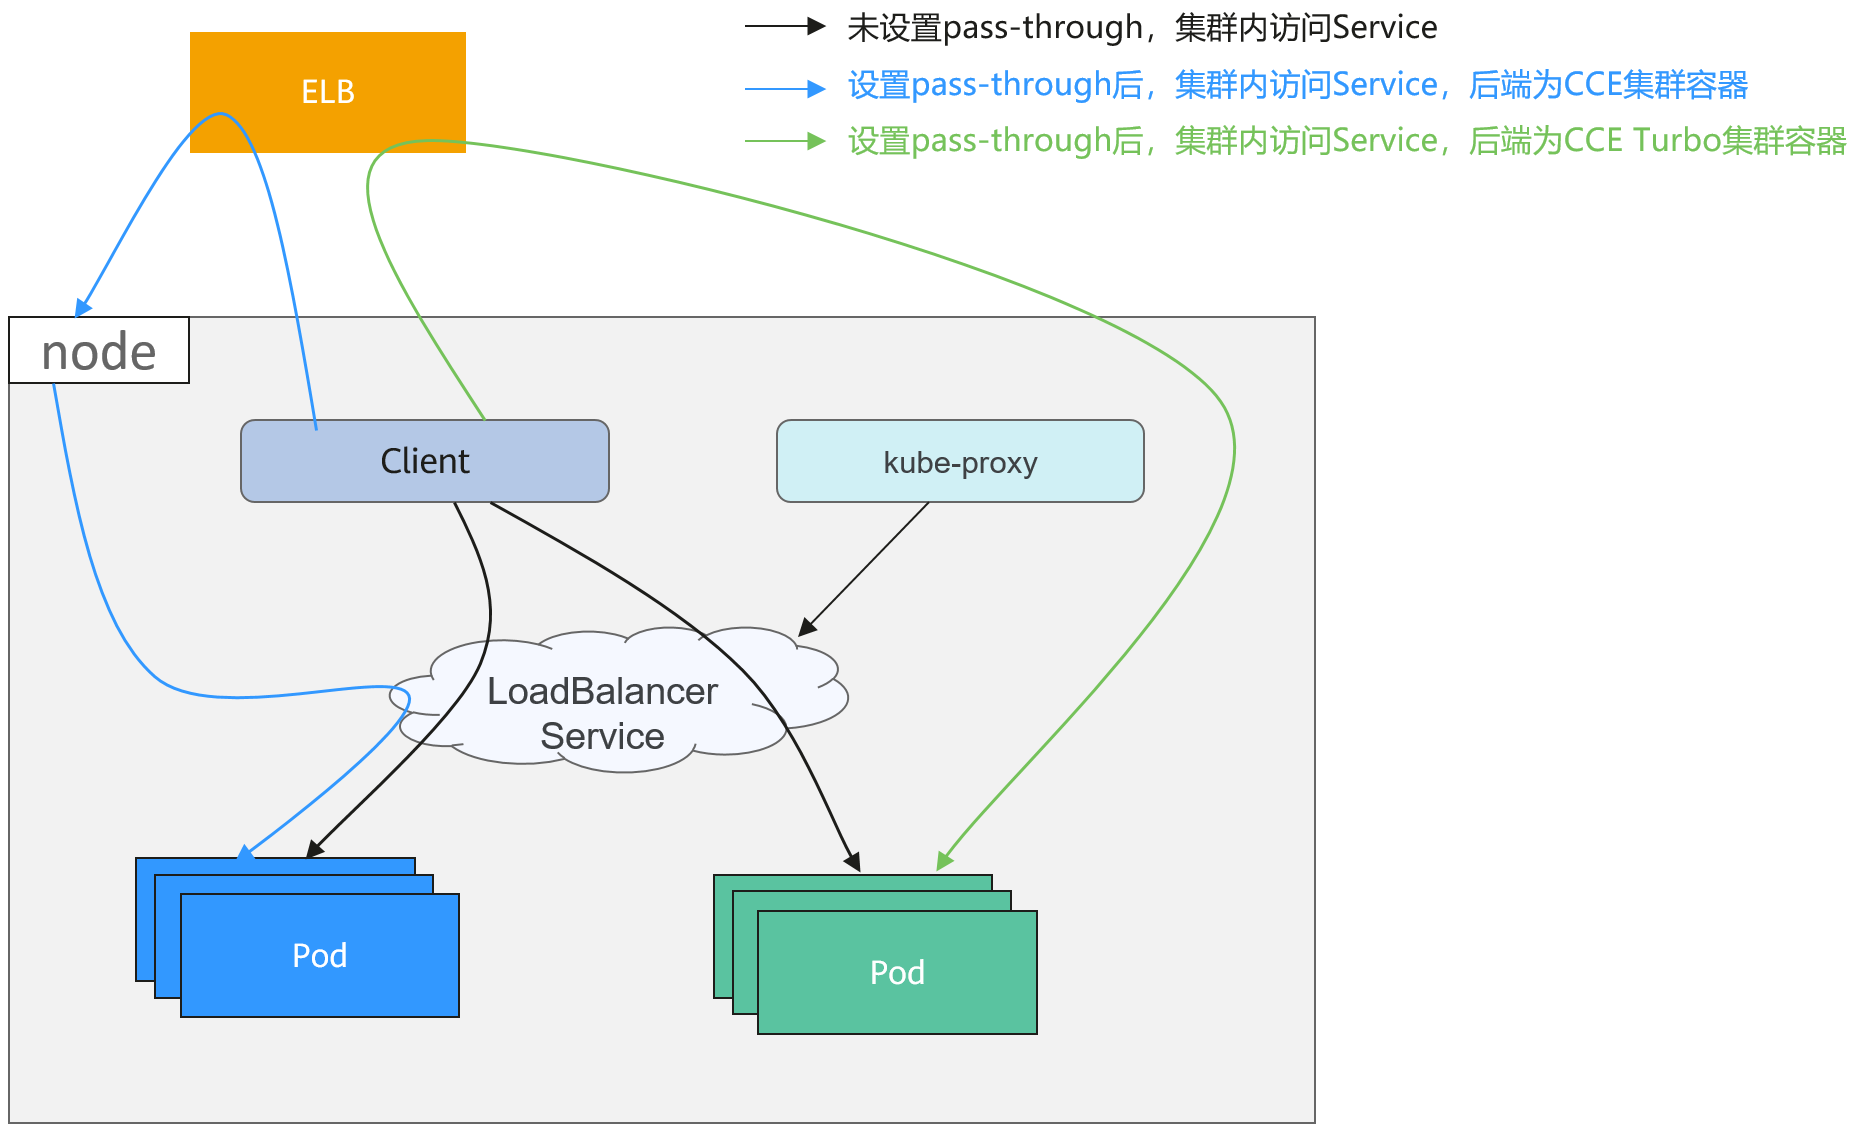 未设置pass-through，集群内访问Service
ELB
设置pass-through后，集群内访问Service，后端为CCE集群容器
设置pass-through后，集群内访问Service，后端为CCE Turbo集群容器
node
Client
kube-proxy
LoadBalancer
Service
Pod
Pod